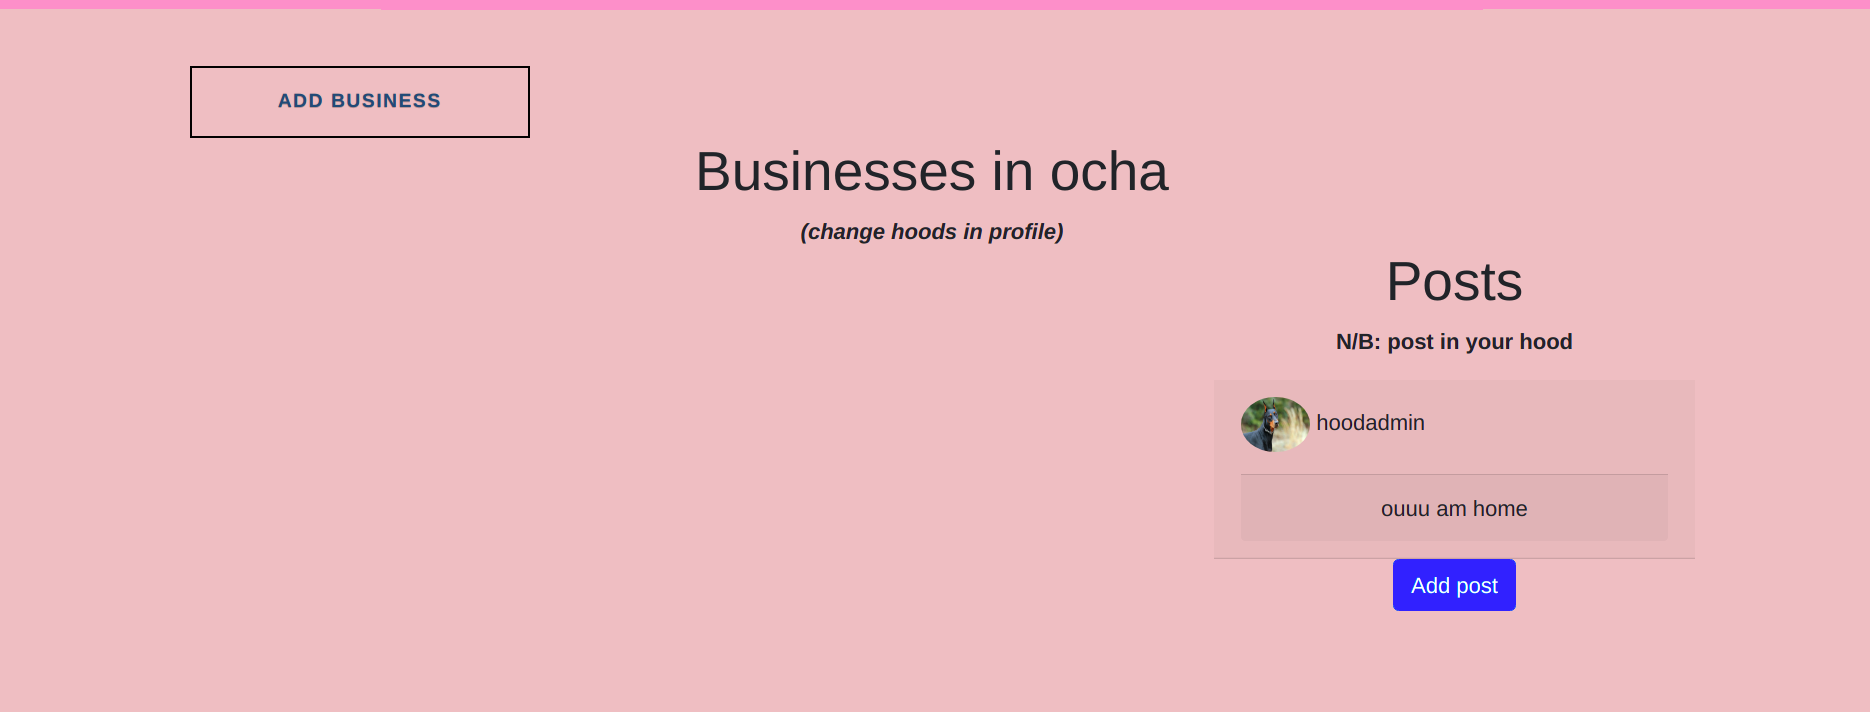 ADD BUSINESS
Businesses in ocha
(change hoods in profile)
Posts
N/B: post in your hood
hoodadmin
ouuu am home
Add post